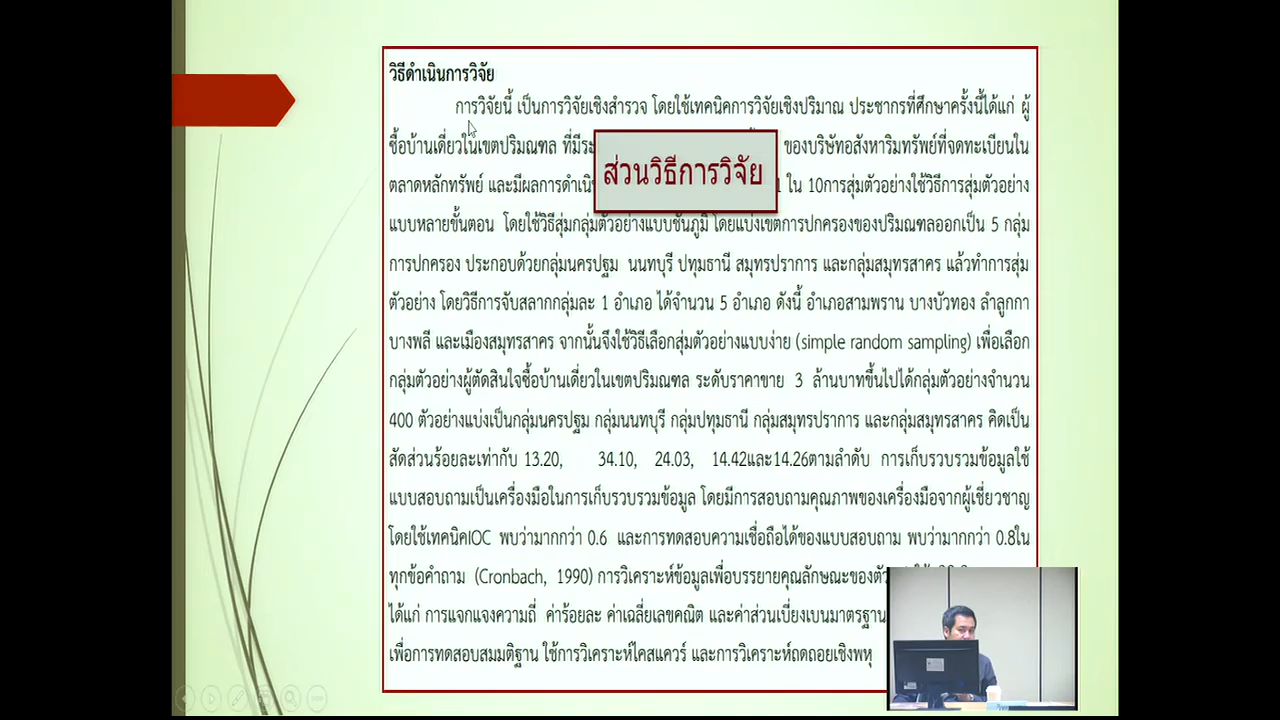 วิธีดำเนินการวิจัย
การวิจัยนี้ เป็นการวิจัยเชิงสำรวจ โดยใช้เทคนิคการวิจัยเชิงปริมาณ ประชากรที่ศึกษาครั้งนี้ได้แก่ ผู้
ซื้อบ้านเดี่ยวในเขตปริมณฑล ที่มีระ ของบริษัทอสังหาริมทรัพย์ที่จดทะเบียนใน
ส่วนวิธีการวิจัย
ตลาดหลักทรัพย์ และมีผลการดำเนิน 1 ใน 10การสุ่มตัวอย่างใช้วิธีการสุ่มตัวอย่าง
แบบหลายขั้นตอน โดยใช้วิธีสุ่มกลุ่มตัวอย่างแบบชั้นภูมิ โดยแบ่งเขตการปกครองของปริมณฑลออกเป็น 5 กลุ่ม
การปกครอง ประกอบด้วยกลุ่มนครปฐม นนทบุรี ปทุมธานี สมุทรปราการ และกลุ่มสมุทรสาคร แล้วทำการสุ่ม
ตัวอย่าง โดยวิธีการจับสลากกลุ่มละ 1 อำเภอ ได้จำนวน 5 อำเภอ ดังนี้ อำเภอสามพราน บางบัวทอง ลำลูกกา
บางพลี และเมืองสมุทรสาคร จากนั้นจึงใช้วิธีเลือกสุ่มตัวอย่างแบบง่าย (simple random sampling) เพื่อเลือก
กลุ่มตัวอย่างผู้ตัดสินใจซื้อบ้านเดี่ยวในเขตปริมณฑล ระดับราคาขาย 3 ล้านบาทขึ้นไปได้กลุ่มตัวอย่างจำนวน
400 ตัวอย่างแบ่งเป็นกลุ่มนครปฐม กลุ่มนนทบุรี กลุ่มปทุมธานี กลุ่มสมุทรปราการ และกลุ่มสมุทรสาคร คิดเป็น
สัดส่วนร้อยละเท่ากับ 13.20, 34.10, 24.03, 14.42และ14.26ตามลำดับ การเก็บรวบรวมข้อมูลใช้
แบบสอบถามเป็นเครื่องมือในการเก็บรวบรวมข้อมูล โดยมีการสอบถามคุณภาพของเครื่องมือจากผู้เชี่ยวชาญ
โดยใช้เทคนิคIOC พบว่ามากกว่า 0.6 และการทดสอบความเชื่อถือได้ของแบบสอบถาม พบว่ามากกว่า 0.8ใน
ทุกข้อคำถาม (Cronbach, 1990) การวิเคราะห์ข้อมูลเพื่อบรรยายคุณลักษณะของตัว
ได้แก่ การแจกแจงความถี่ ค่าร้อยละ ค่าเฉลี่ยเลขคณิต และค่าส่วนเบี่ยงเบนมาตรฐาน
เพื่อการทดสอบสมมติฐาน ใช้การวิเคราะห์ไคสแควร์ และการวิเคราะห์ถดถอยเชิงพหุ